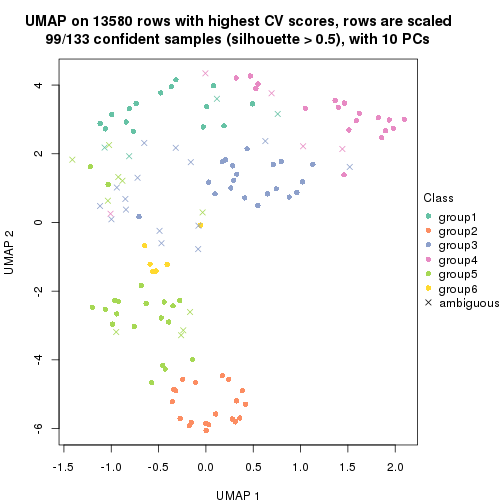 UMAP on 13580 rows with highest CV scores, rows are scaled
99/133 confident samples (silhouette > 0.5), with 10 PCs
4
2
0
-2
-4
-6
UMAP 2
-1.5 -1.0 -0.5 0.0 0.5 1.0 1.5 2.0
UMAP 1
Class
group1
group2
group3
group4
group5
group6
ambiguous